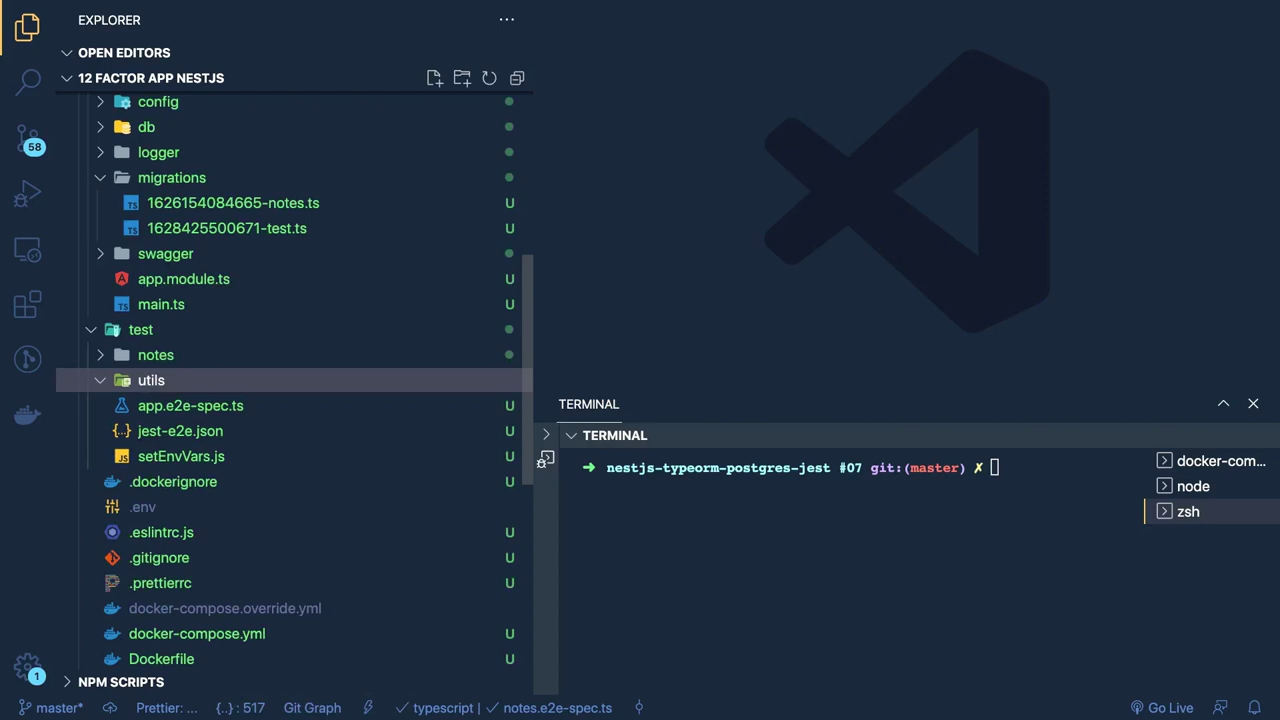 EXPLORER
OPEN EDITORS
12 FACTOR APP NESTJS
config
db
logger
migrations
TS 1626154084665-notes.ts U
TS 1628425500671-test.ts U
swagger
app.module.ts U
TS main.ts U
test
notes
utils
app.e2e-spec.ts U
{..} jest-e2e.json U
JS setEnvVars.js U
.dockerignore U
.env
.eslintrc.js U
.gitignore U
.prettierrc U
docker-compose.override.yml
docker-compose.yml U
Dockerfile U
NPM SCRIPTS
58
1
TERMINAL
TERMINAL
➜ nestjs-typeorm-postgres-jest #07 git:(master) ✗
docker-com...
node
zsh
master* Prettier: ... {..} : 517 Git Graph typescript | notes.e2e-spec.ts Go Live